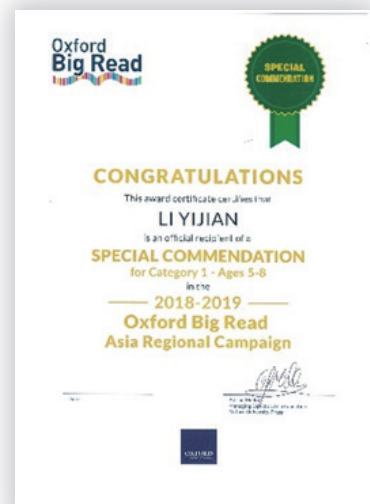 Oxford
Big Read
SPECIAL
COMMENDATION
CONGRATULATIONS
This award certificate certifies that
LI YIJIAN
is an official recipient of a
SPECIAL COMMENDATION
for Category 1 - Ages 5-8
in the
2018-2019
Oxford Big Read
Asia Regional Campaign
OXFORD